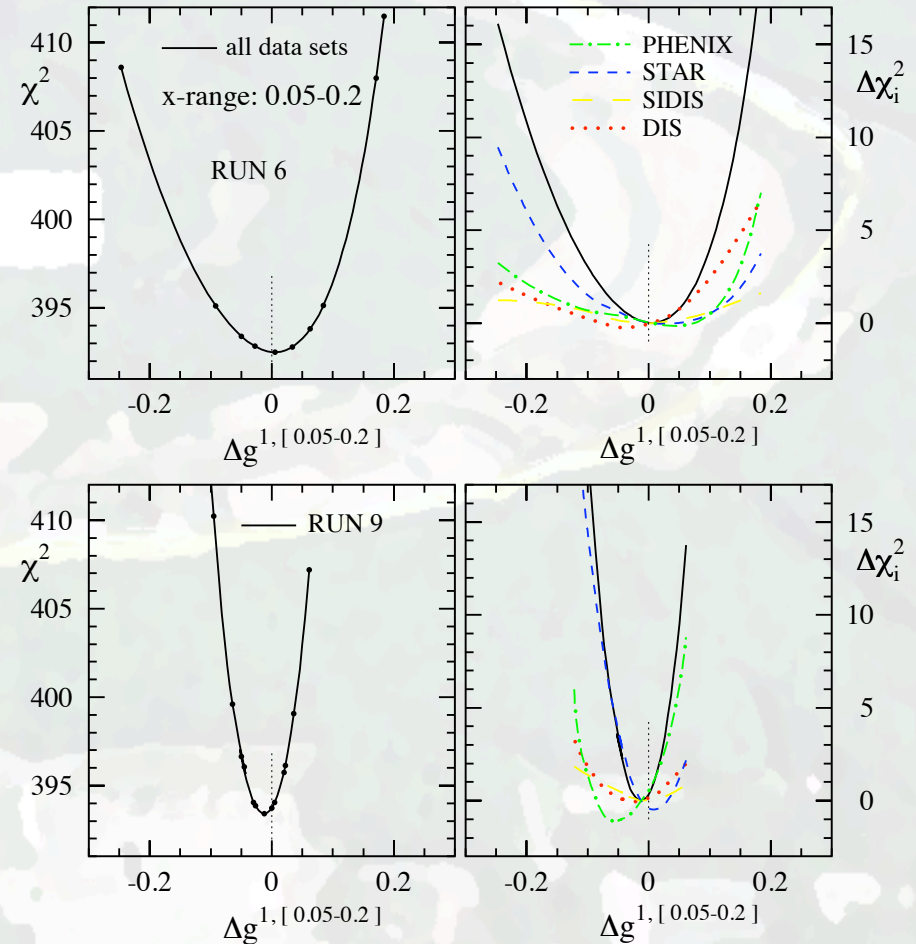 410
405
400
395
χ²
all data sets
x-range: 0.05-0.2
RUN 6
-0.2 0 0.2
Δg^1, [ 0.05-0.2 ]
PHENIX
STAR
SIDIS
DIS
15
10
5
0
Δχ_i^2
-0.2 0 0.2
Δg^1, [ 0.05-0.2 ]
410
405
400
395
χ²
RUN 9
-0.2 0 0.2
Δg^1, [ 0.05-0.2 ]
15
10
5
0
Δχ_i^2
-0.2 0 0.2
Δg^1, [ 0.05-0.2 ]